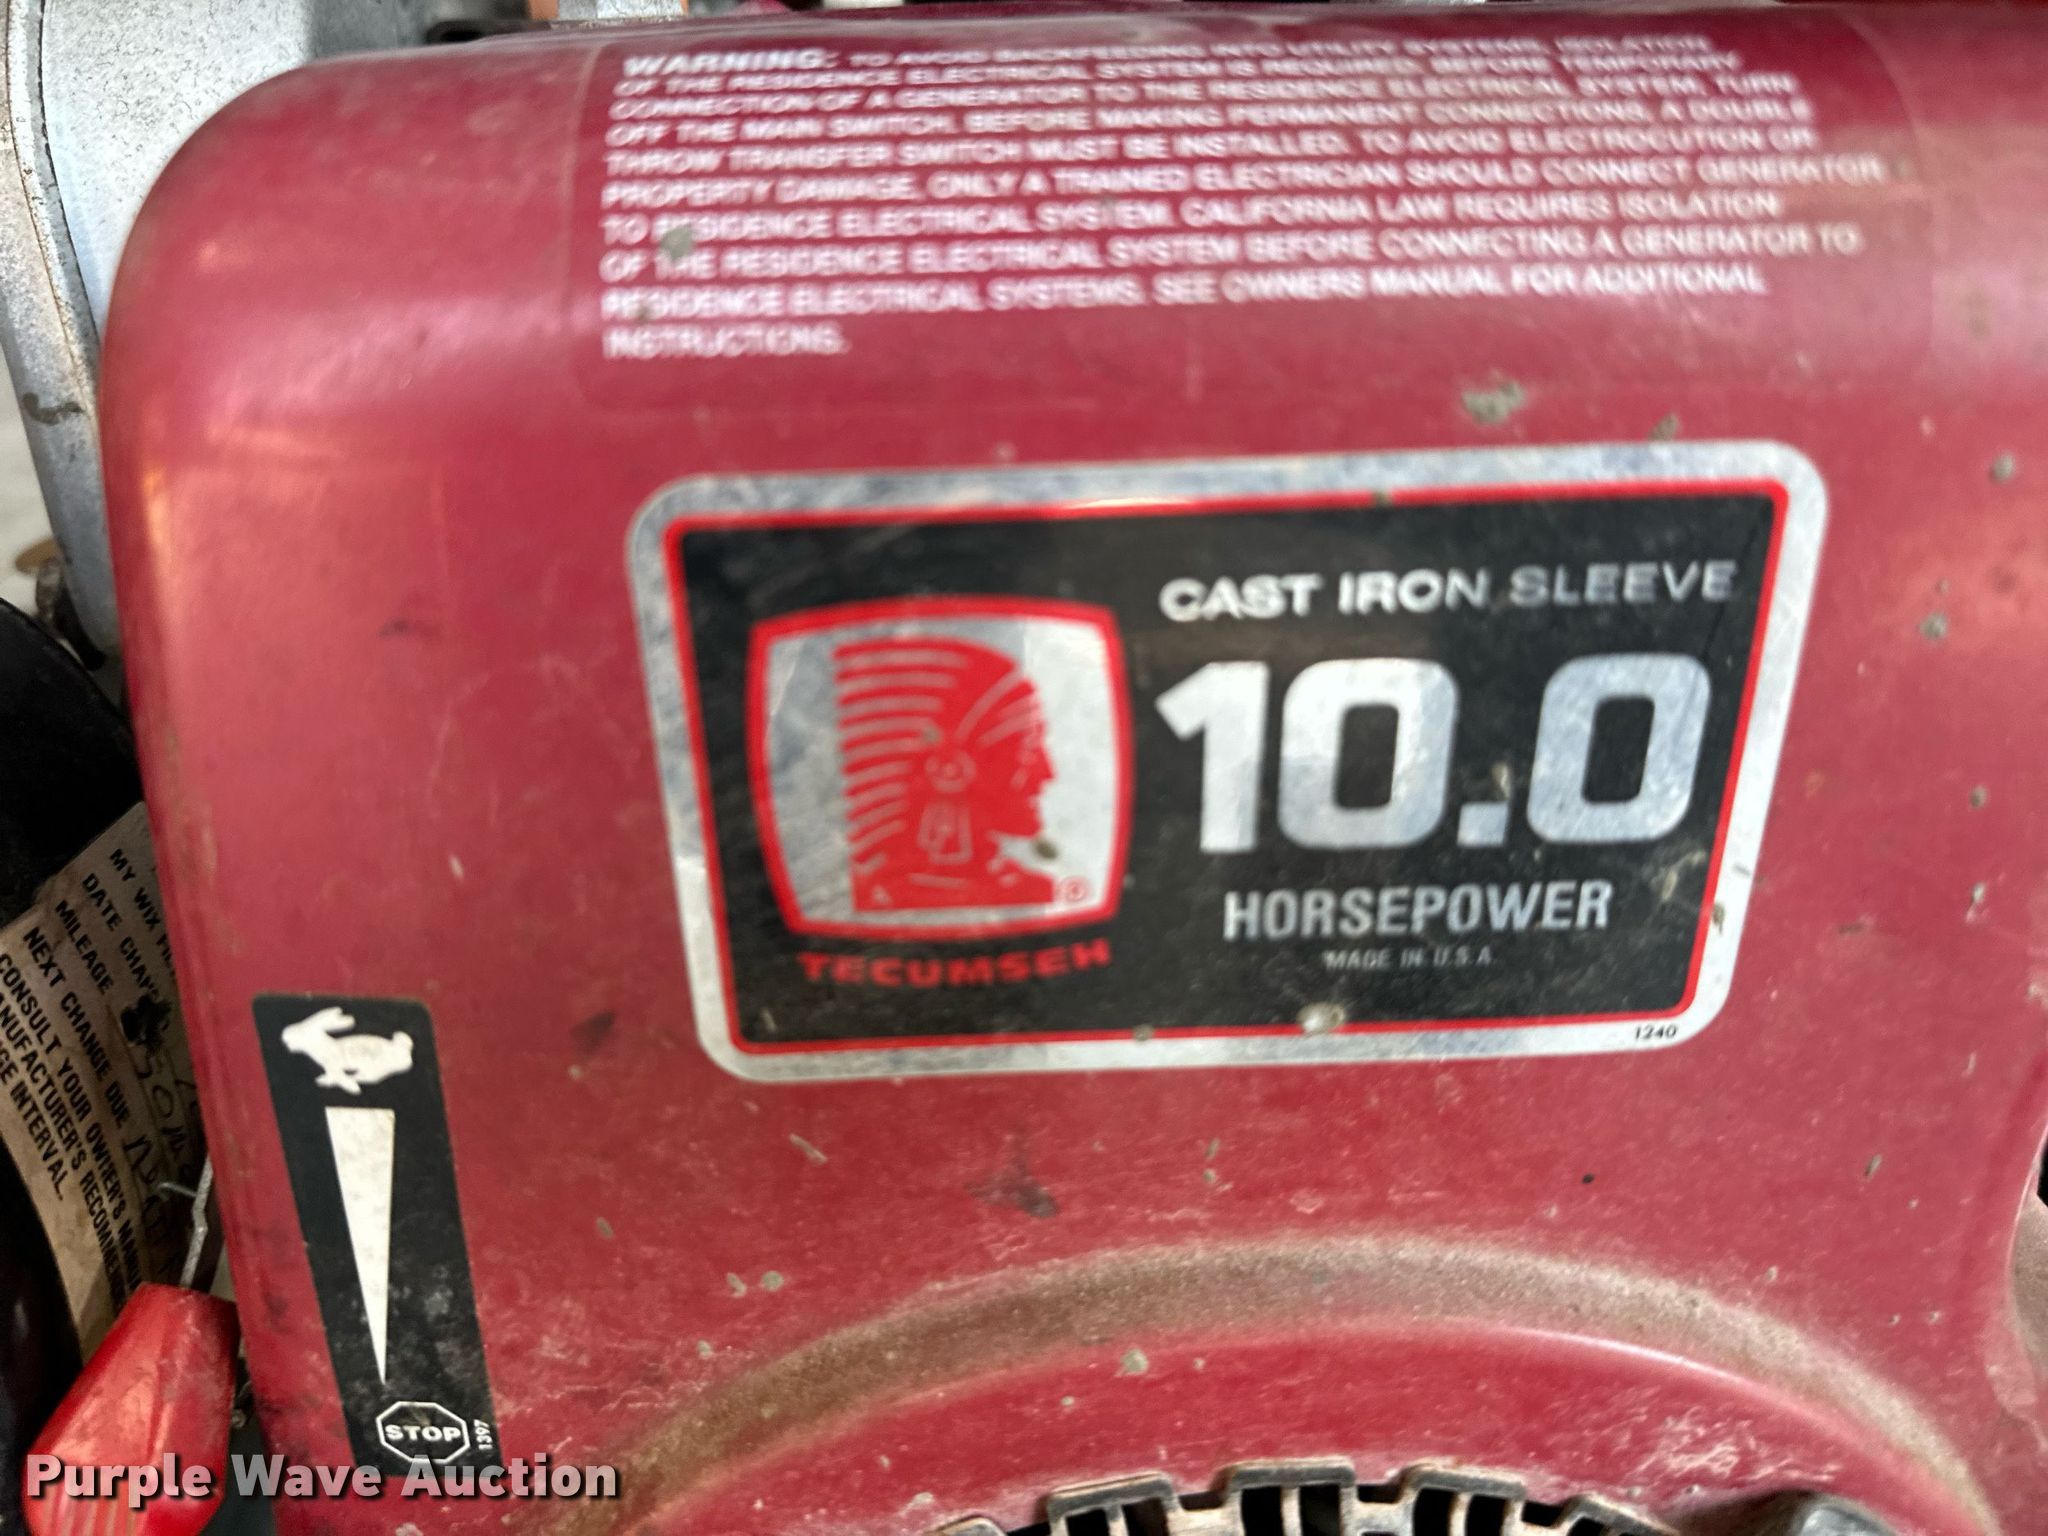 WARNING: TO AVOID BACKFEEDING INTO UTILITY SYSTEMS, ISOLATION
OF THE RESIDENCE ELECTRICAL SYSTEM IS REQUIRED. BEFORE TEMPORARY
CONNECTION OF A GENERATOR TO THE RESIDENCE ELECTRICAL SYSTEM, TURN
OFF THE MAIN SWITCH. BEFORE MAKING PERMANENT CONNECTIONS, A DOUBLE
THROW TRANSFER SWITCH MUST BE INSTALLED. TO AVOID ELECTROCUTION OR
PROPERTY DAMAGE, ONLY A TRAINED ELECTRICIAN SHOULD CONNECT GENERATOR
TO RESIDENCE ELECTRICAL SYSTEM. CALIFORNIA LAW REQUIRES ISOLATION
OF THE RESIDENCE ELECTRICAL SYSTEM BEFORE CONNECTING A GENERATOR TO
RESIDENCE ELECTRICAL SYSTEMS. SEE OWNERS MANUAL FOR ADDITIONAL
INSTRUCTIONS.
CAST IRON SLEEVE
10.0
HORSEPOWER
MADE IN U.S.A.
®
TECUMSEH
1240
MY WIX
DATE
MILEAGE
NEXT CHANGE DUE
CONSULT YOUR OWNER'S
INTERVAL.
STOP
1397
Purple Wave Auction